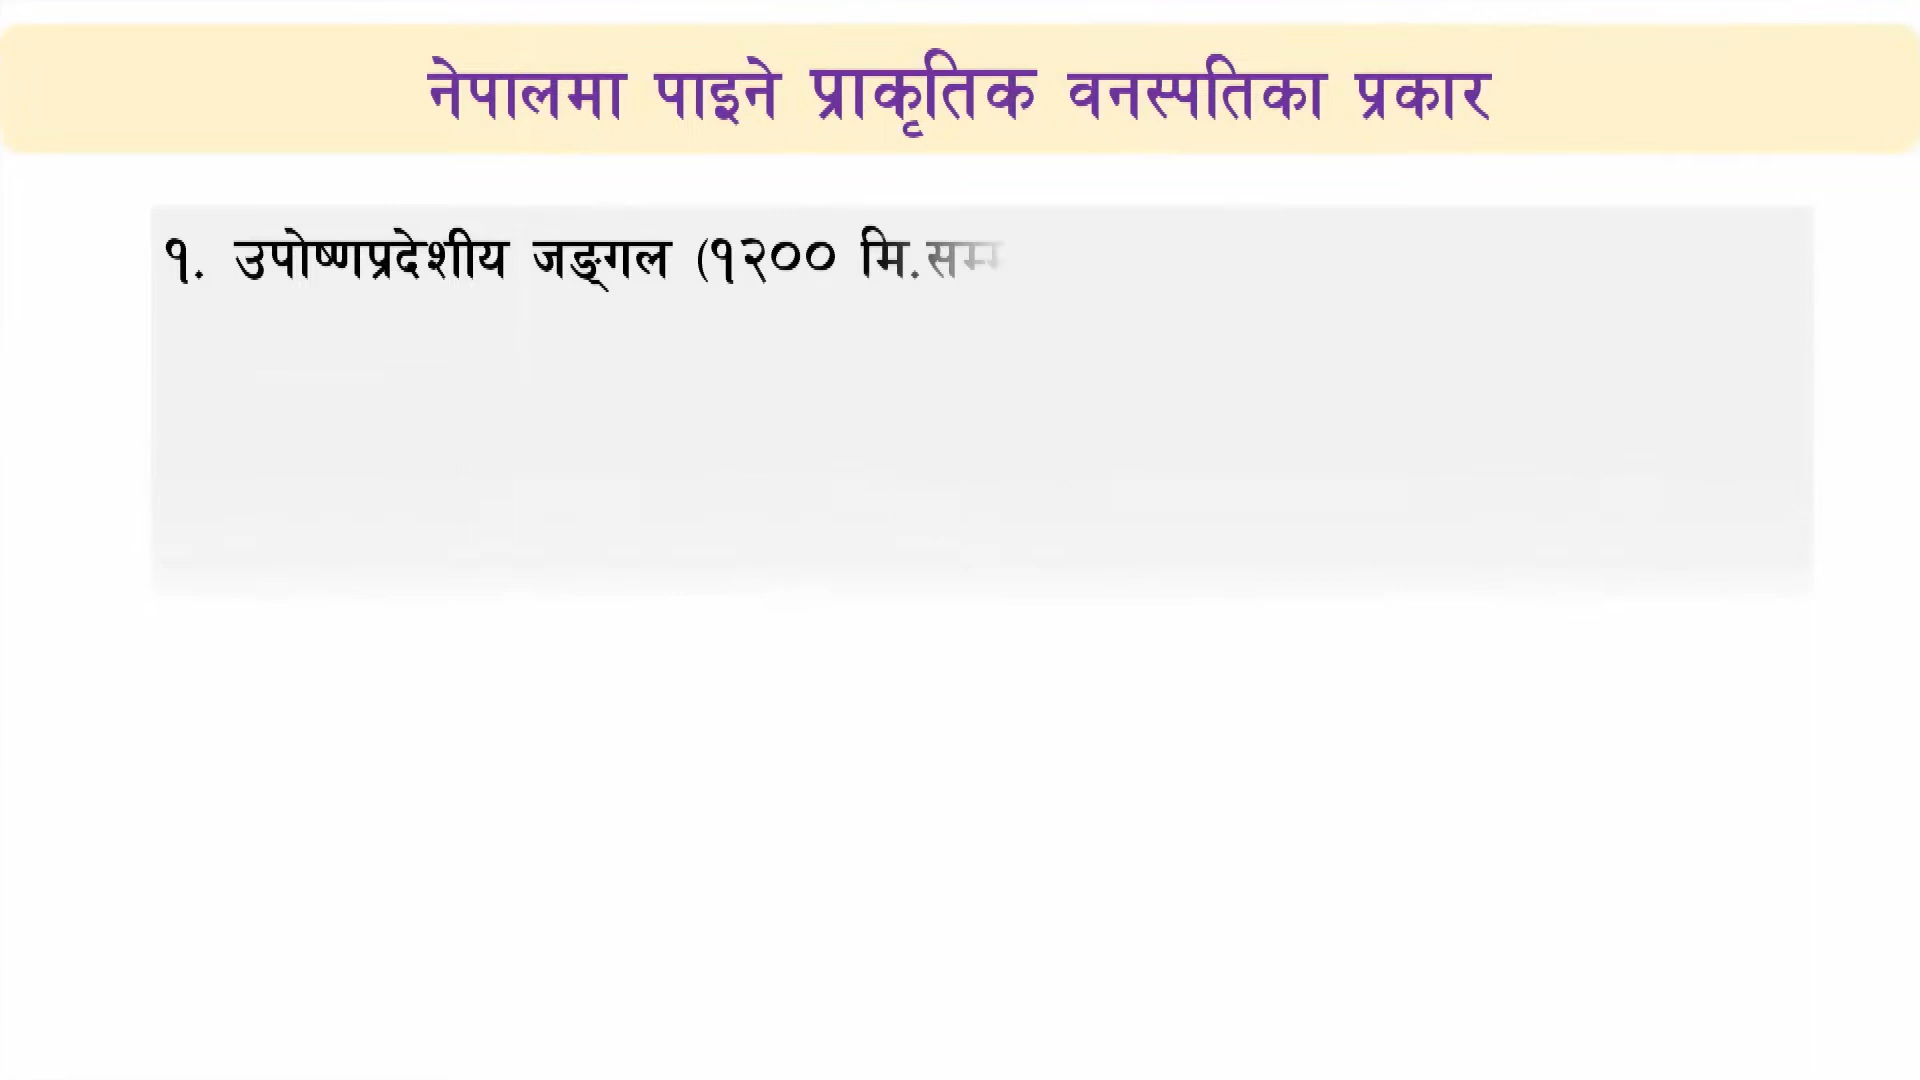 नेपालमा पाइने प्राकृतिक वनस्पतिका प्रकार
१. उपोष्णप्रदेशीय जङ्गल (१२०० मि.